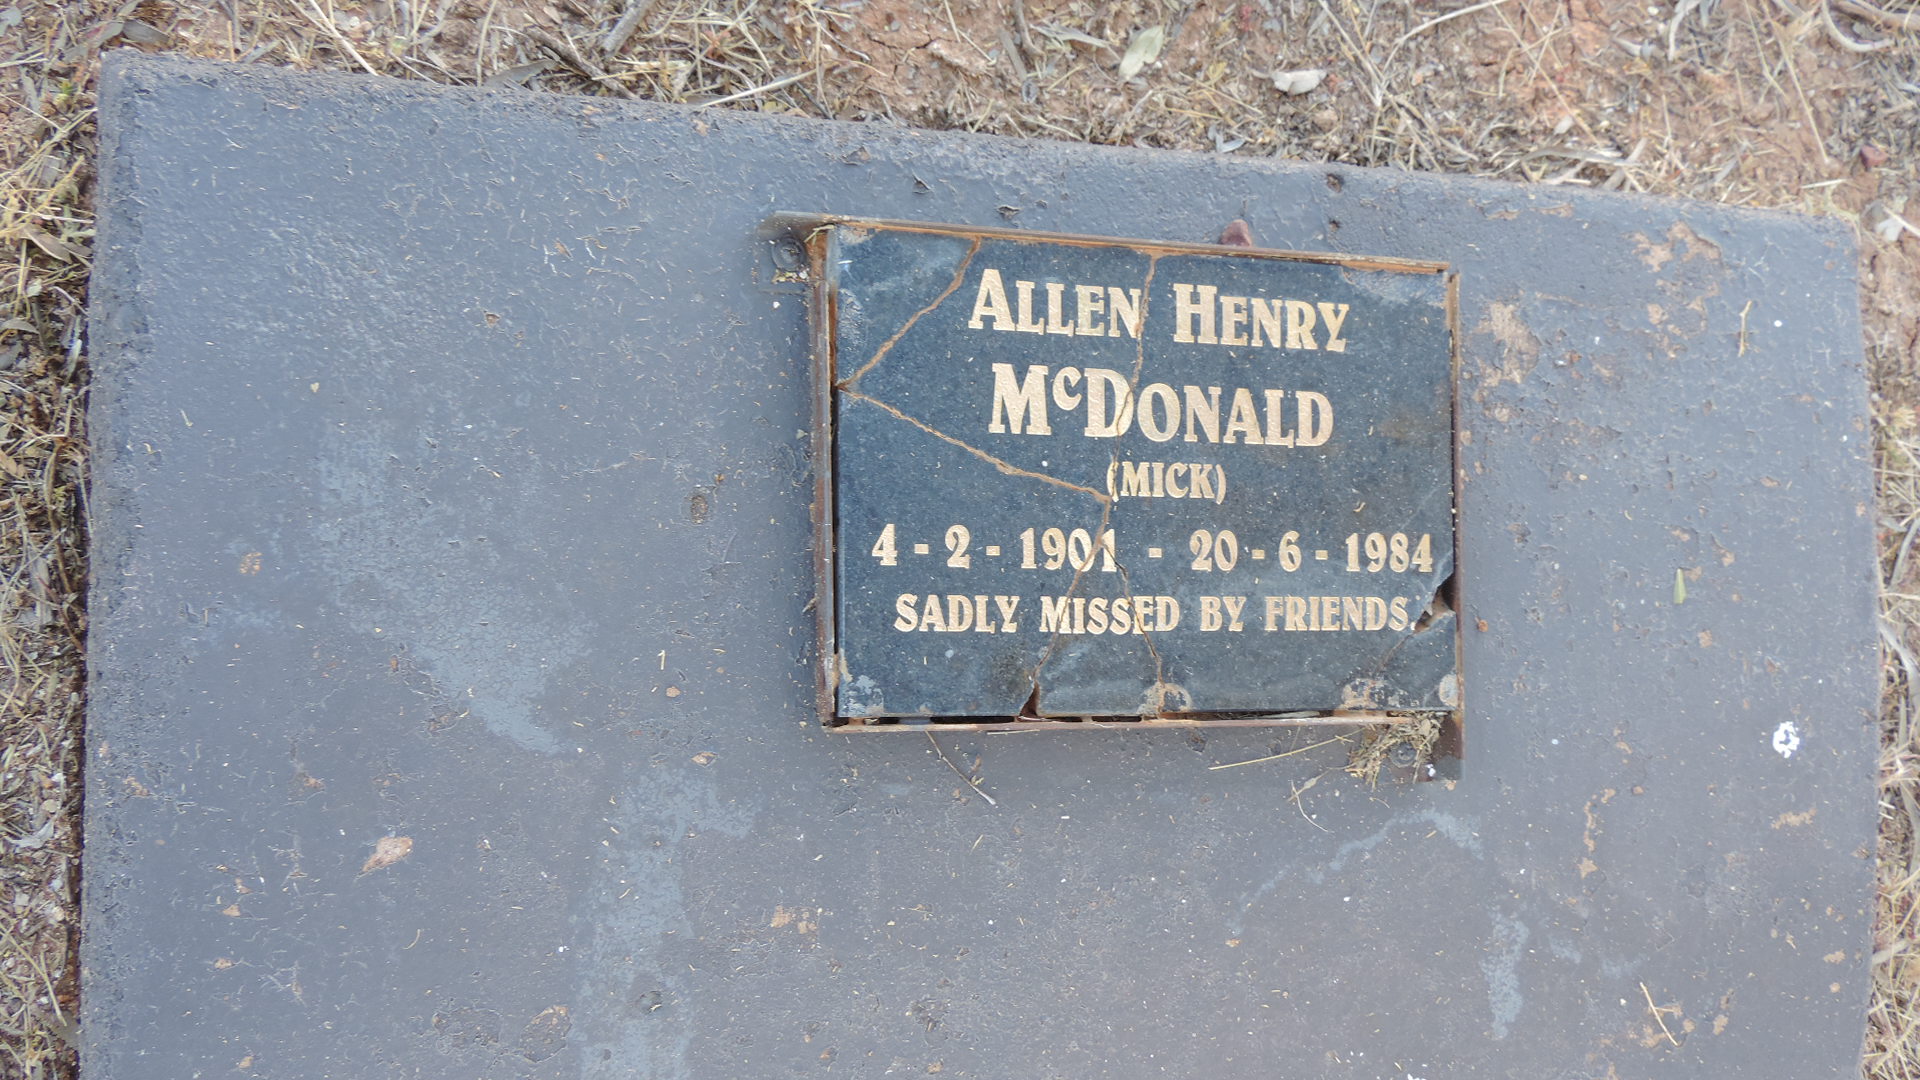 ALLEN HENRY
McDONALD
(MICK)
4 - 2 - 1901 - 20 - 6 - 1984
SADLY MISSED BY FRIENDS.